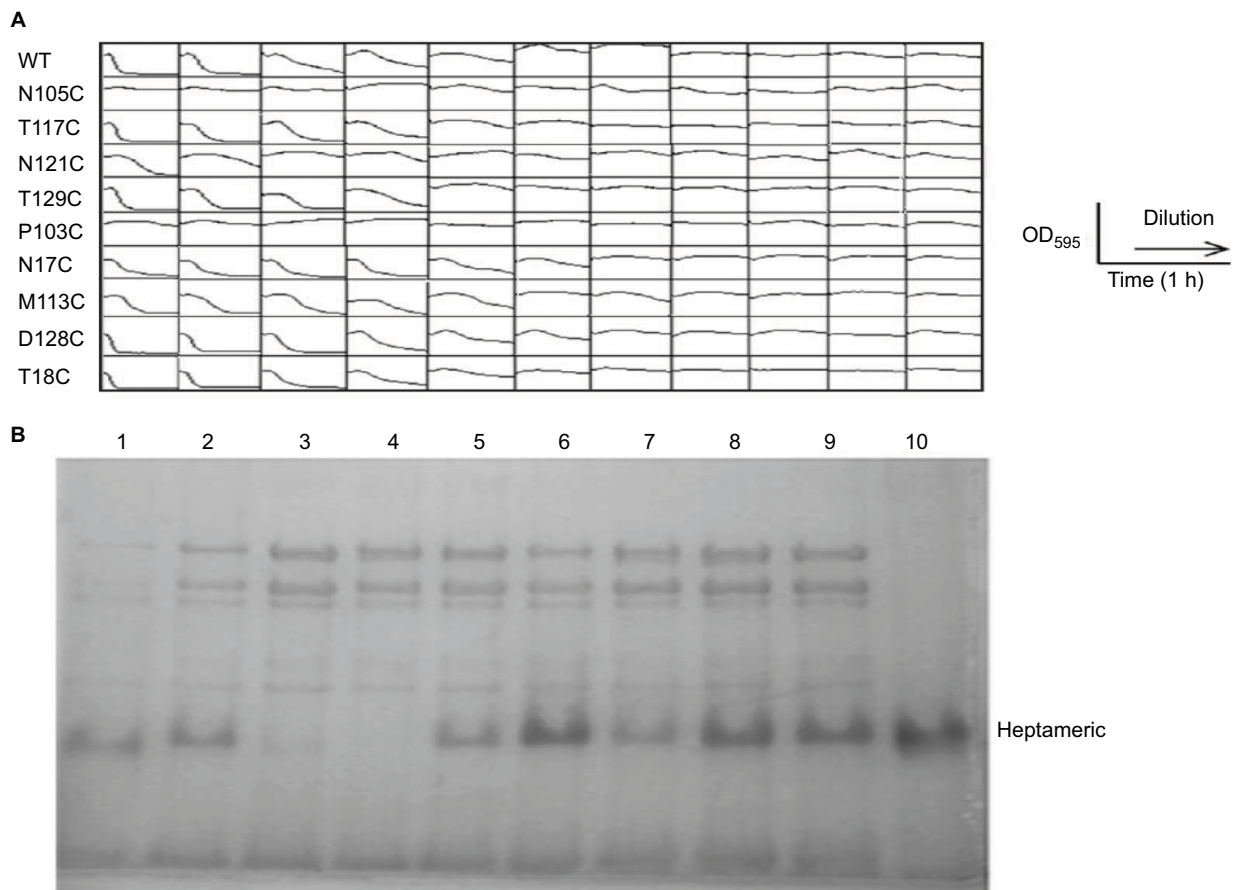 A
WT
N105C
T117C
N121C
T129C
P103C
N17C
M113C
D128C
T18C
OD595
Dilution
Time (1 h)
B
1 2 3 4 5 6 7 8 9 10
Heptameric